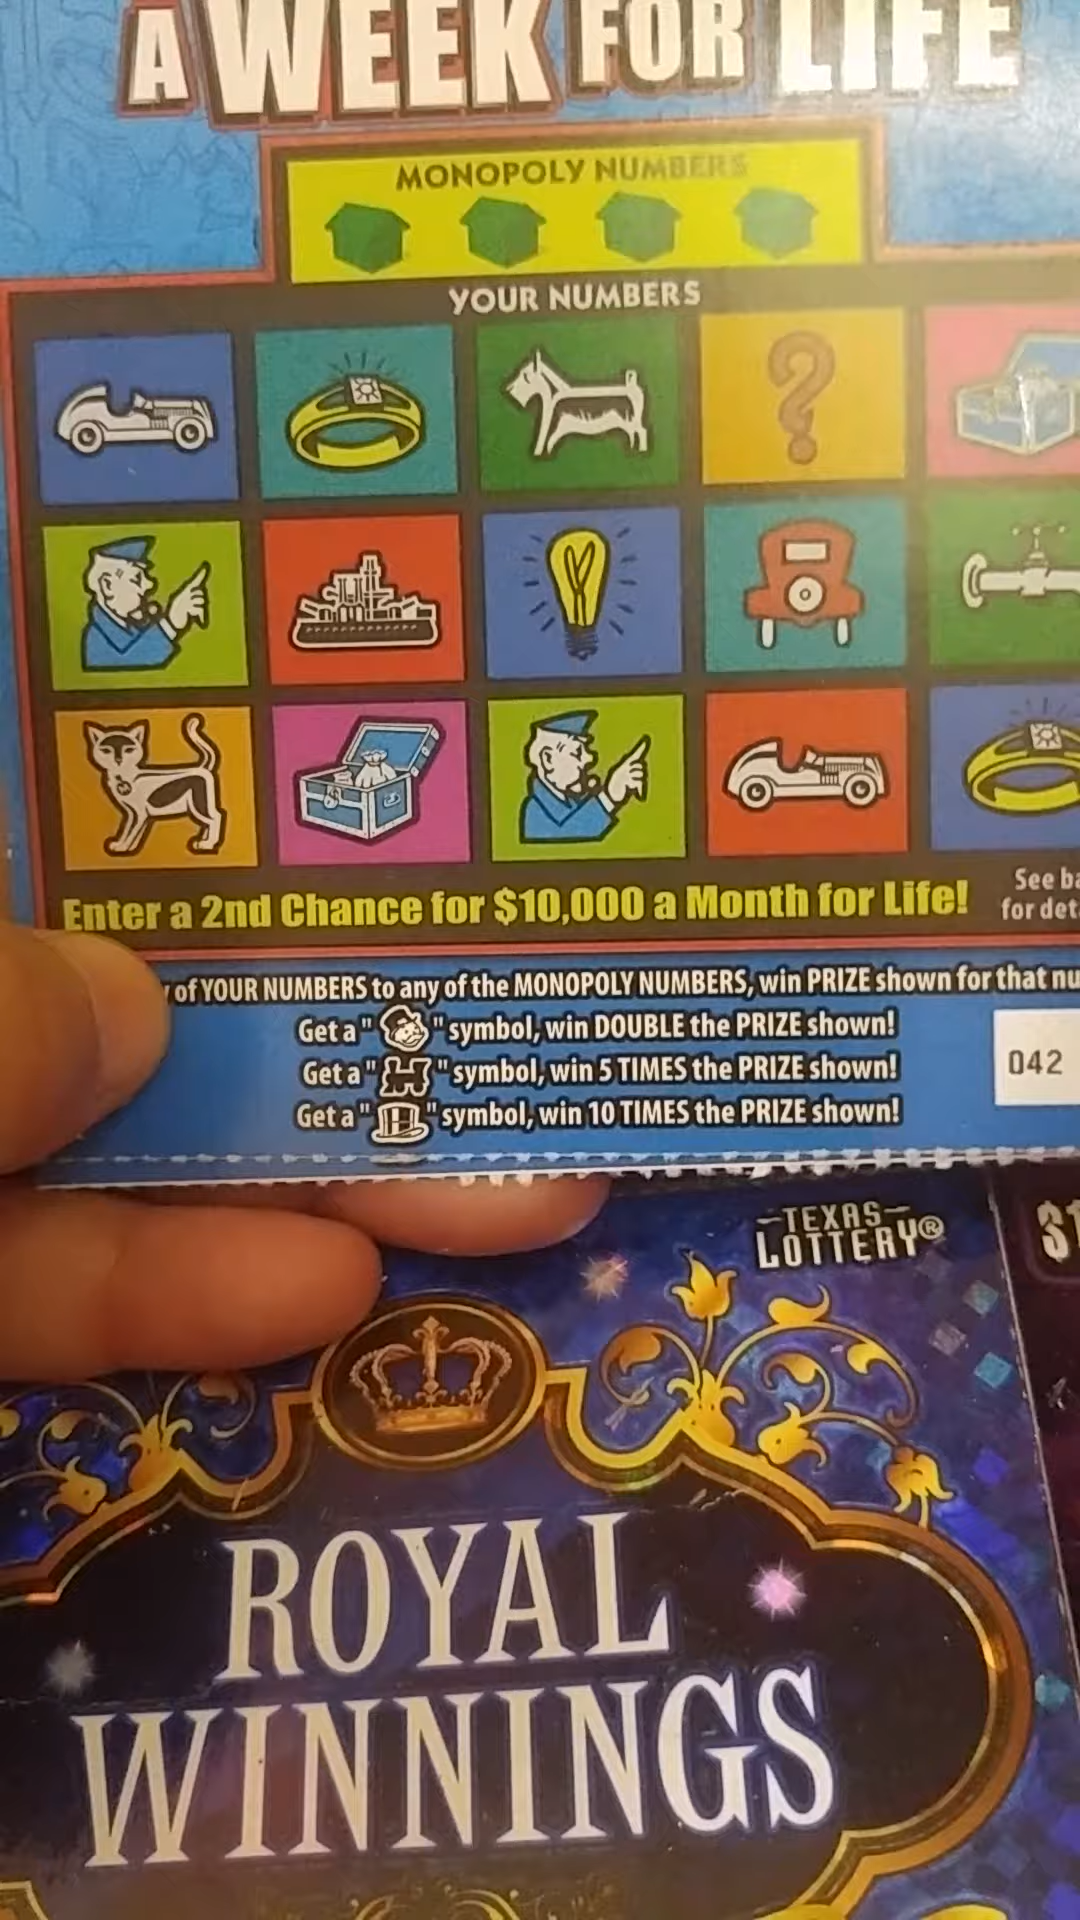 A WEEK FOR LIFE
MONOPOLY NUMBERS
YOUR NUMBERS
?
Enter a 2nd Chance for $10,000 a Month for Life!
See
for
of YOUR NUMBERS to any of the MONOPOLY NUMBERS, win PRIZE shown for that
Get a " " symbol, win DOUBLE the PRIZE shown!
Get a " " symbol, win 5 TIMES the PRIZE shown!
Get a " " symbol, win 10 TIMES the PRIZE shown!
042
TEXAS
LOTTERY®
$1
ROYAL
WINNINGS